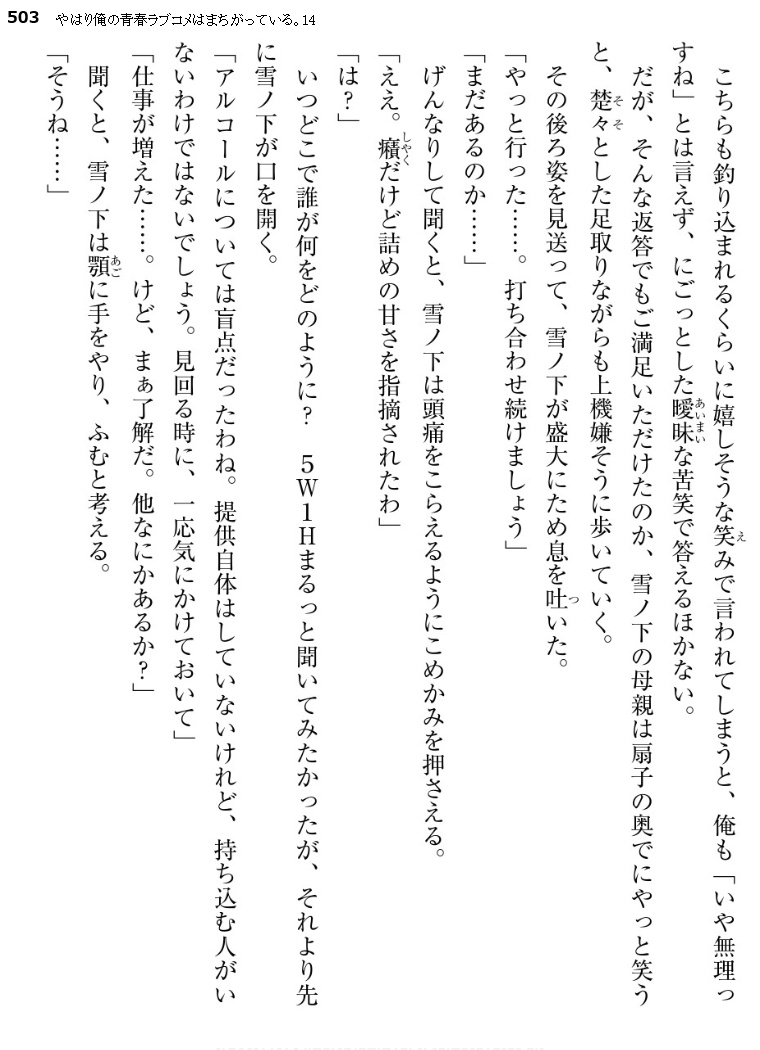 503 やはり俺の青春ラブコメはまちがっている。14
こちらも釣り込まれるくらいに嬉しそうな笑みで言われてしまうと、俺も「いや無理っ
すね」とは言えず、にごっとした曖昧な苦笑で答えるほかない。
だが、そんな返答でもご満足いただけたのか、雪ノ下の母親は扇子の奥でにやっと笑う
と、楚々とした足取りながらも上機嫌そうに歩いていく。
その後ろ姿を見送って、雪ノ下が盛大にため息を吐いた。
「やっと行った……。打ち合わせ続けましょう」
「まだあるのか……」
げんなりして聞くと、雪ノ下は頭痛をこらえるようにこめかみを押さえる。
「ええ。癪だけど詰めの甘さを指摘されたわ」
「は？」
いつどこで誰が何をどのように？　５Ｗ１Ｈまるっと聞いてみたかったが、それより先
に雪ノ下が口を開く。
「アルコールについては盲点だったわね。提供自体はしていないけれど、持ち込む人がい
ないわけではないでしょう。見回る時に、一応気にかけておいて」
「仕事が増えた……。けど、まぁ了解だ。他なにかあるか？」
聞くと、雪ノ下は顎に手をやり、ふむと考える。
「そうね……」